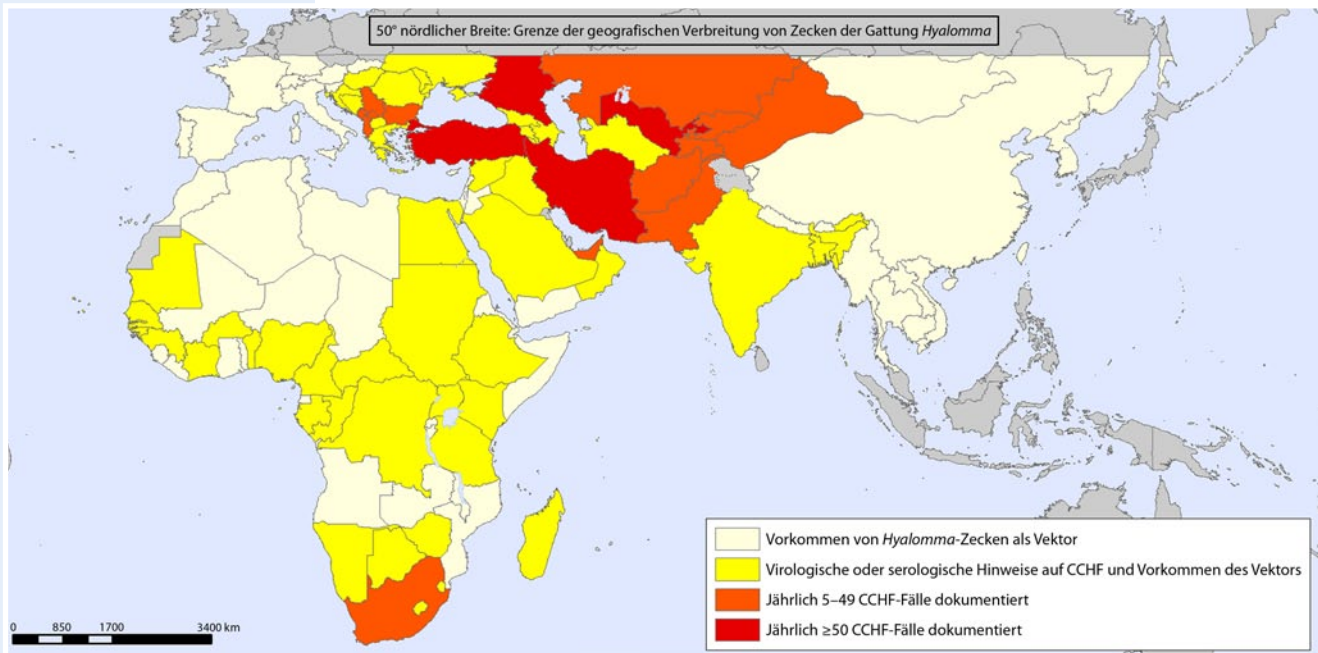 50° nördlicher Breite: Grenze der geografischen Verbreitung von Zecken der Gattung Hyalomma
Vorkommen von Hyalomma-Zecken als Vektor
Virologische oder serologische Hinweise auf CCHF und Vorkommen des Vektors
Jährlich 5–49 CCHF-Fälle dokumentiert
Jährlich ≥50 CCHF-Fälle dokumentiert
0 850 1700 3400 km